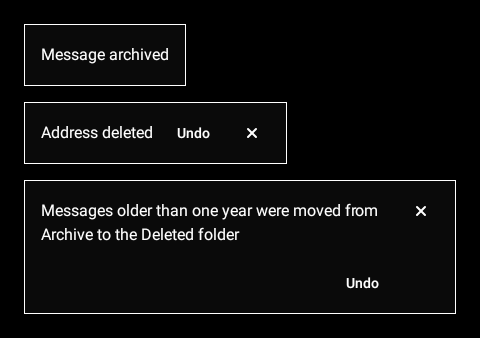 Message archived
Address deleted Undo
Messages older than one year were moved from
Archive to the Deleted folder
Undo